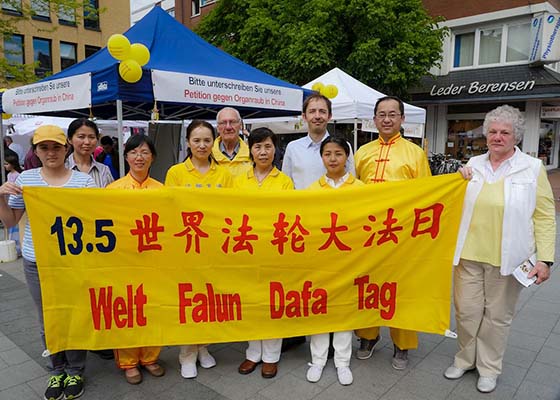 Bitte unterschreiben Sie unsere
Petition gegen Organraub in China
Bitte unterschreiben Sie unsere
Petition gegen Organraub in China
Leder Berensen
13.5 世界法轮大法日
Welt Falun Dafa Tag